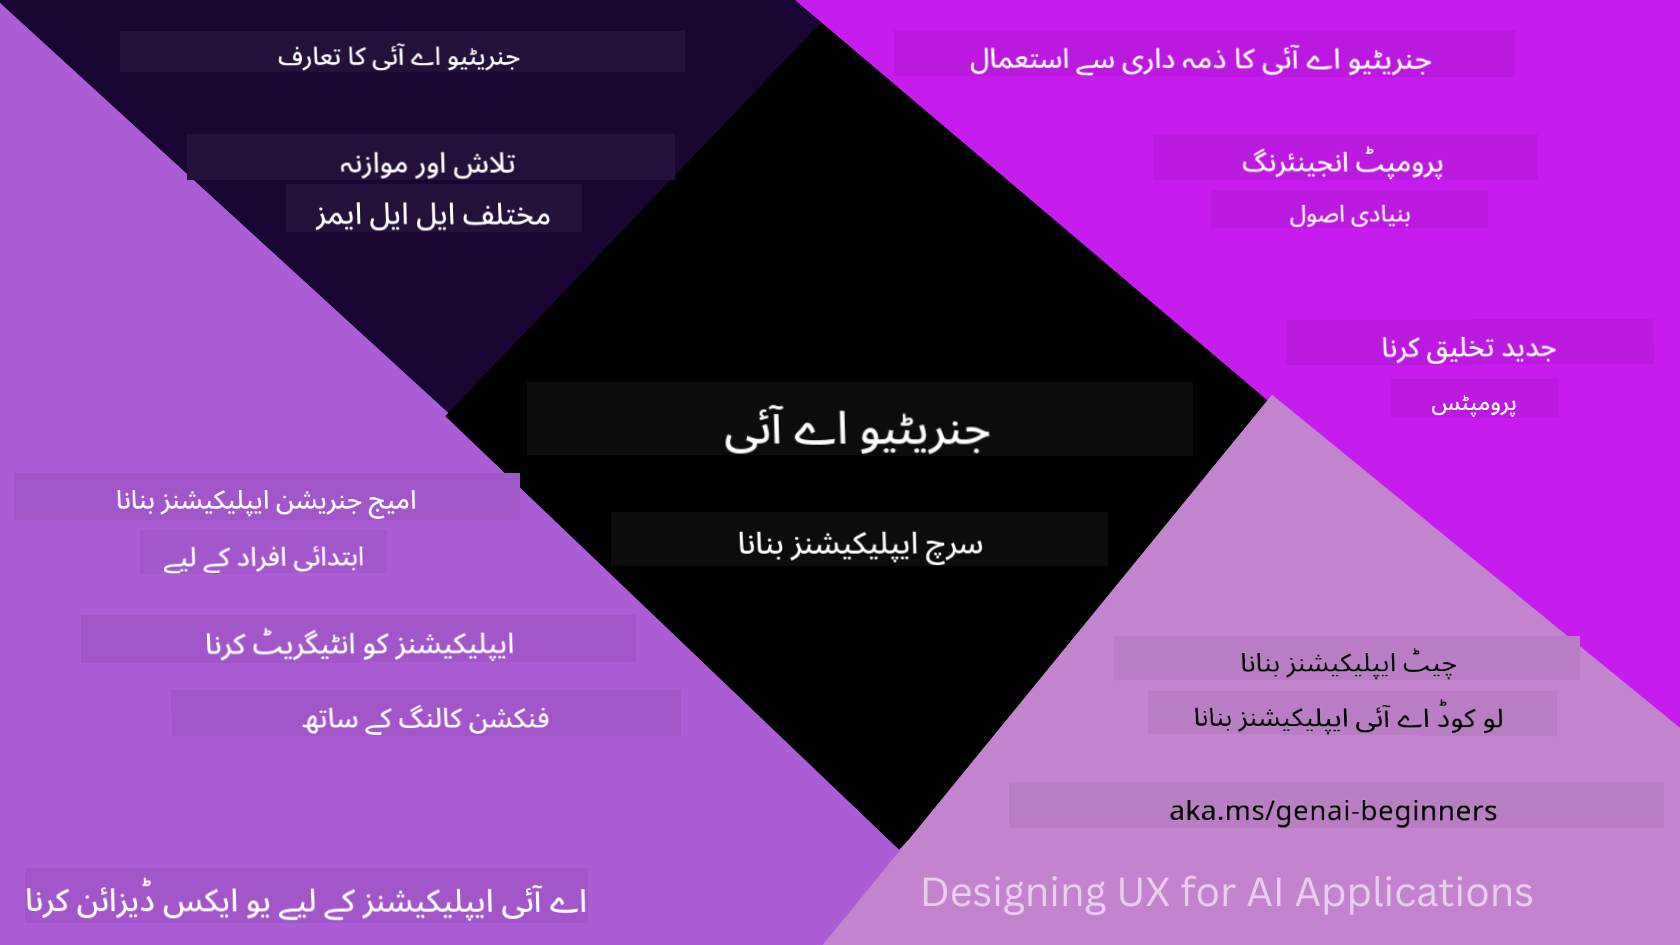 جنریٹیو اے آئی کا تعارف
تلاش اور موازنہ
مختلف ایل ایل ایمز
جنریٹیو اے آئی کا ذمہ داری سے استعمال
پرومپٹ انجینئرنگ
بنیادی اصول
جدید تخلیق کرنا
پرومپٹس
جنریٹیو اے آئی
سرچ ایپلیکیشنز بنانا
امیج جنریشن ایپلیکیشنز بنانا
ابتدائی افراد کے لیے
ایپلیکیشنز کو انٹیگریٹ کرنا
فنکشن کالنگ کے ساتھ
چیٹ ایپلیکیشنز بنانا
لو کوڈ اے آئی ایپلیکیشنز بنانا
aka.ms/genai-beginners
اے آئی ایپلیکیشنز کے لیے یو ایکس ڈیزائن کرنا
Designing UX for AI Applications